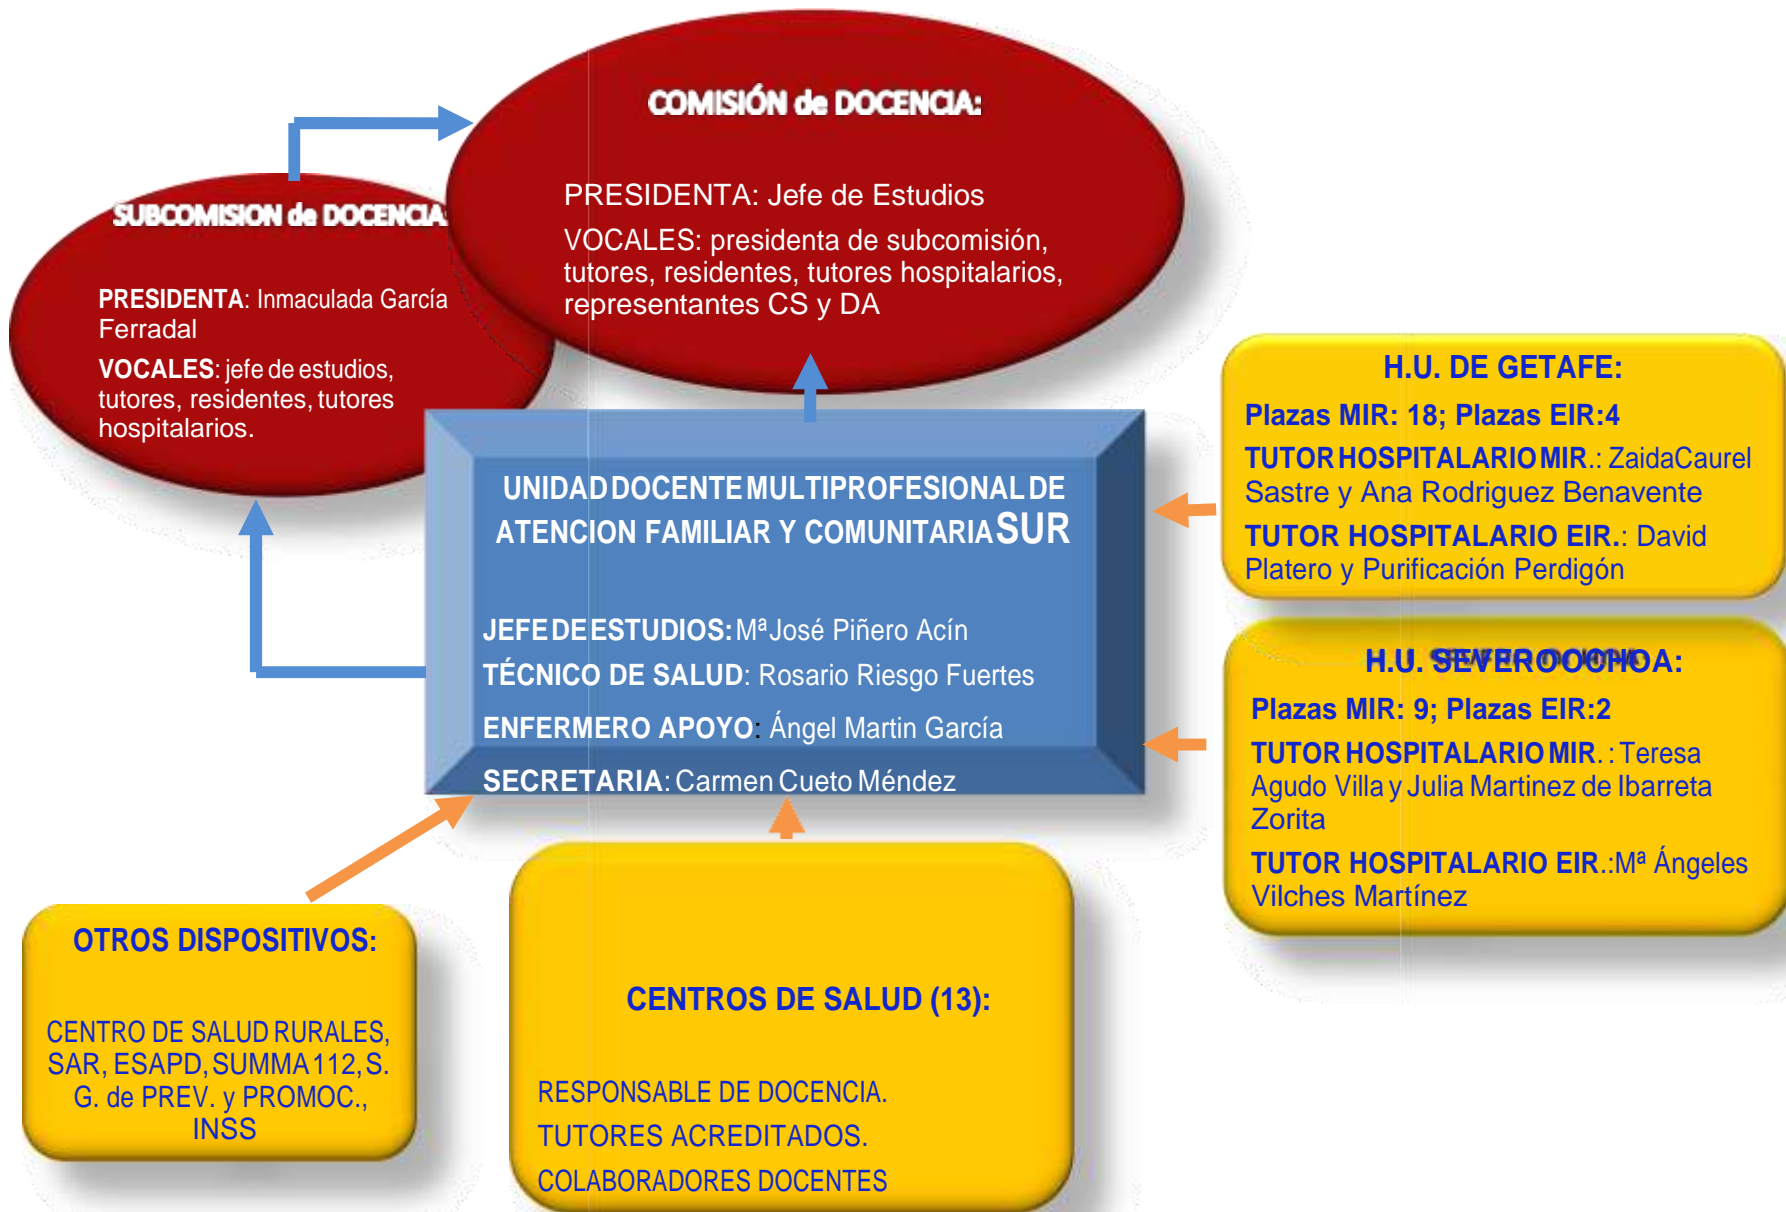 COMISIÓN de DOCENCIA:
PRESIDENTA: Jefe de Estudios
VOCALES: presidenta de subcomisión,
tutores, residentes, tutores hospitalarios,
representantes CS y DA
SUBCOMISION de DOCENCIA:
PRESIDENTA: Inmaculada García
Ferradal
VOCALES: jefe de estudios,
tutores, residentes, tutores
hospitalarios.
UNIDAD DOCENTE MULTIPROFESIONAL DE
ATENCION FAMILIAR Y COMUNITARIA SUR
JEFE DE ESTUDIOS: Mª José Piñero Acín
TÉCNICO DE SALUD: Rosario Riesgo Fuertes
ENFERMERO APOYO: Ángel Martin García
SECRETARIA: Carmen Cueto Méndez
H.U. DE GETAFE:
Plazas MIR: 18; Plazas EIR:4
TUTOR HOSPITALARIO MIR.: ZaidaCaurel
Sastre y Ana Rodriguez Benavente
TUTOR HOSPITALARIO EIR.: David
Platero y Purificación Perdigón
H.U. SEVERO OCHOA:
Plazas MIR: 9; Plazas EIR:2
TUTOR HOSPITALARIO MIR. : Teresa
Agudo Villa y Julia Martinez de Ibarreta
Zorita
TUTOR HOSPITALARIO EIR.:Mª Ángeles
Vilches Martínez
OTROS DISPOSITIVOS:
CENTRO DE SALUD RURALES,
SAR, ESAPD, SUMMA 112, S.
G. de PREV. y PROMOC.,
INSS
CENTROS DE SALUD (13):
RESPONSABLE DE DOCENCIA.
TUTORES ACREDITADOS.
COLABORADORES DOCENTES